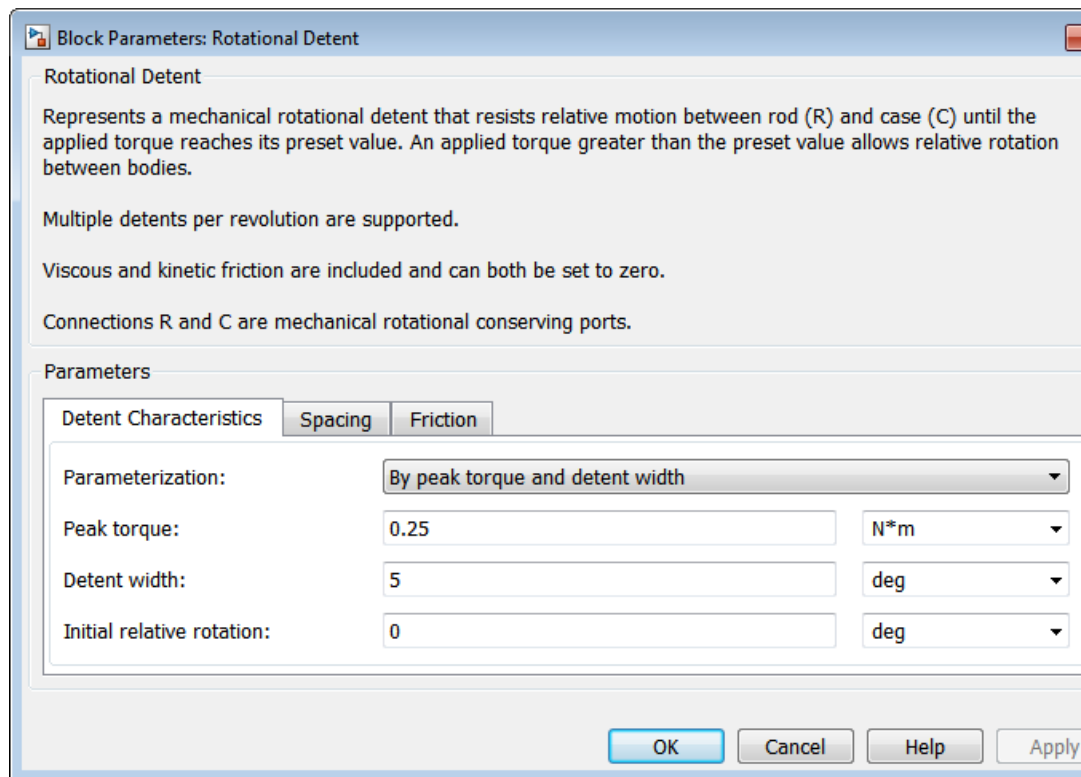 Block Parameters: Rotational Detent
Rotational Detent
Represents a mechanical rotational detent that resists relative motion between rod (R) and case (C) until the
applied torque reaches its preset value. An applied torque greater than the preset value allows relative rotation
between bodies.
Multiple detents per revolution are supported.
Viscous and kinetic friction are included and can both be set to zero.
Connections R and C are mechanical rotational conserving ports.
Parameters
Detent Characteristics Spacing Friction
Parameterization: By peak torque and detent width
Peak torque: 0.25 N*m
Detent width: 5 deg
Initial relative rotation: 0 deg
OK Cancel Help Apply